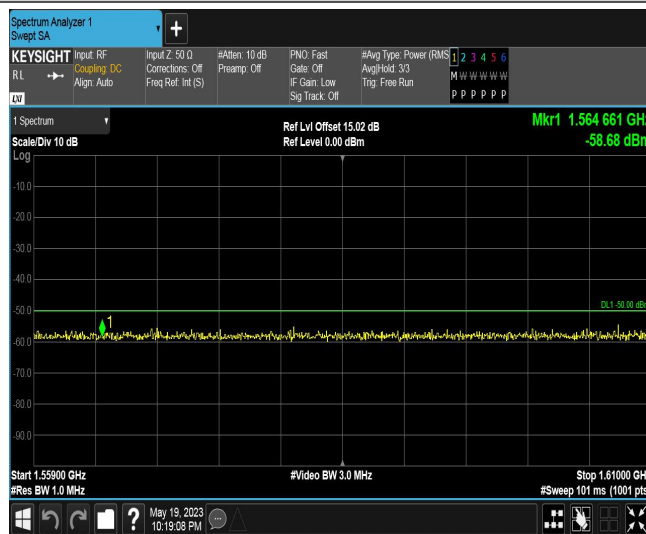 Spectrum Analyzer 1
Swept SA
+
KEYSIGHT Input: RF Input Z: 50 Ω #Atten: 10 dB PNO: Fast #Avg Type: Power (RMS 1 2 3 4 5 6
RL Coupling: DC Corrections: Off Preamp: Off Gate: Off Avg|Hold: 3/3 M W W W W W
Align: Auto Freq Ref: Int (S) IF Gain: Low Trig: Free Run
LXI Sig Track: Off P P P P P P
1 Spectrum Ref Lvl Offset 15.02 dB Mkr1 1.564 661 GHz
Scale/Div 10 dB Ref Level 0.00 dBm -58.68 dBm
Log
-10.0
-20.0
-30.0
-40.0
-50.0 DL1 -50.00 dBm
1
-60.0
-70.0
-80.0
-90.0
Start 1.55900 GHz #Video BW 3.0 MHz Stop 1.61000 GHz
#Res BW 1.0 MHz #Sweep 101 ms (1001 pts
? May 19, 2023
10:19:08 PM